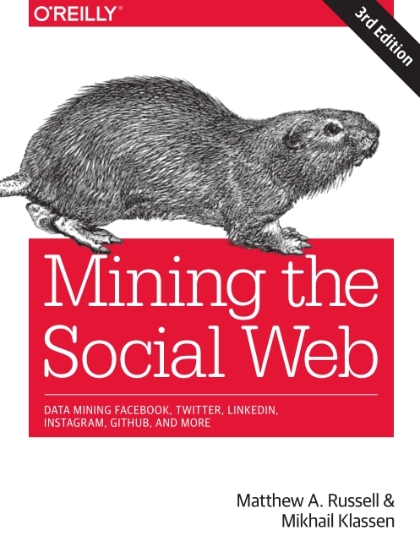 O'REILLY®
3rd Edition
Mining the
Social Web
DATA MINING FACEBOOK, TWITTER, LINKEDIN,
INSTAGRAM, GITHUB, AND MORE
Matthew A. Russell &
Mikhail Klassen